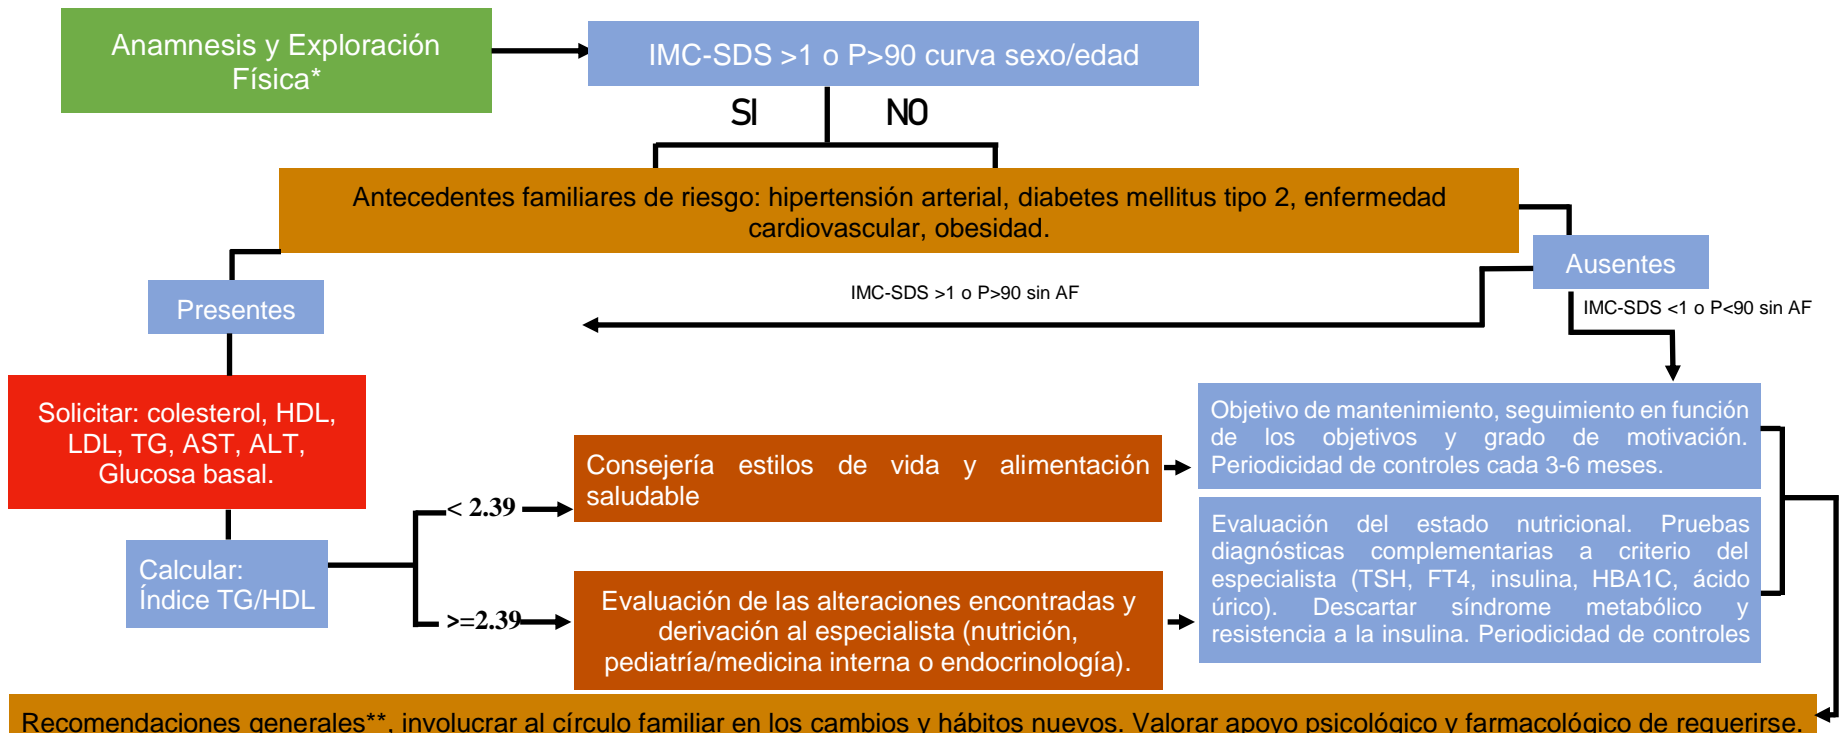 Anamnesis y Exploración
Física*
IMC-SDS >1 o P>90 curva sexo/edad
SI
NO
Antecedentes familiares de riesgo: hipertensión arterial, diabetes mellitus tipo 2, enfermedad
cardiovascular, obesidad.
Presentes
Ausentes
IMC-SDS >1 o P>90 sin AF
IMC-SDS <1 o P<90 sin AF
Solicitar: colesterol, HDL,
LDL, TG, AST, ALT,
Glucosa basal.
Calcular:
Índice TG/HDL
< 2.39
>=2.39
Consejería estilos de vida y alimentación
saludable
Evaluación de las alteraciones encontradas y
derivación al especialista (nutrición,
pediatría/medicina interna o endocrinología).
Objetivo de mantenimiento, seguimiento en función
de los objetivos y grado de motivación.
Periodicidad de controles cada 3-6 meses.
Evaluación del estado nutricional. Pruebas
diagnósticas complementarias a criterio del
especialista (TSH, FT4, insulina, HBA1C, ácido
úrico). Descartar síndrome metabólico y
resistencia a la insulina. Periodicidad de controles
Recomendaciones generales**, involucrar al círculo familiar en los cambios y hábitos nuevos. Valorar apoyo psicológico y farmacológico de requerirse.